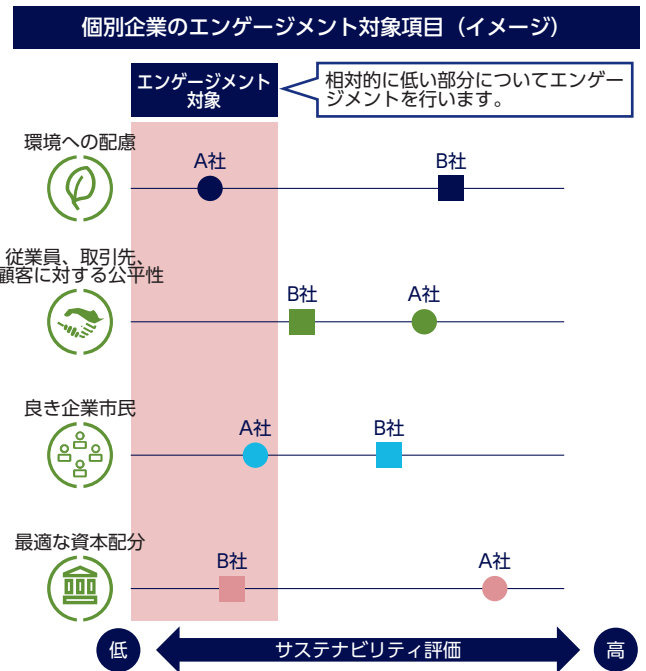 個別企業のエンゲージメント対象項目（イメージ）
エンゲージメント
対象
相対的に低い部分についてエンゲー
ジメントを行います。
環境への配慮
A社
B社
従業員、取引先、
顧客に対する公平性
B社
A社
良き企業市民
A社
B社
最適な資本配分
B社
A社
低
サステナビリティ評価
高